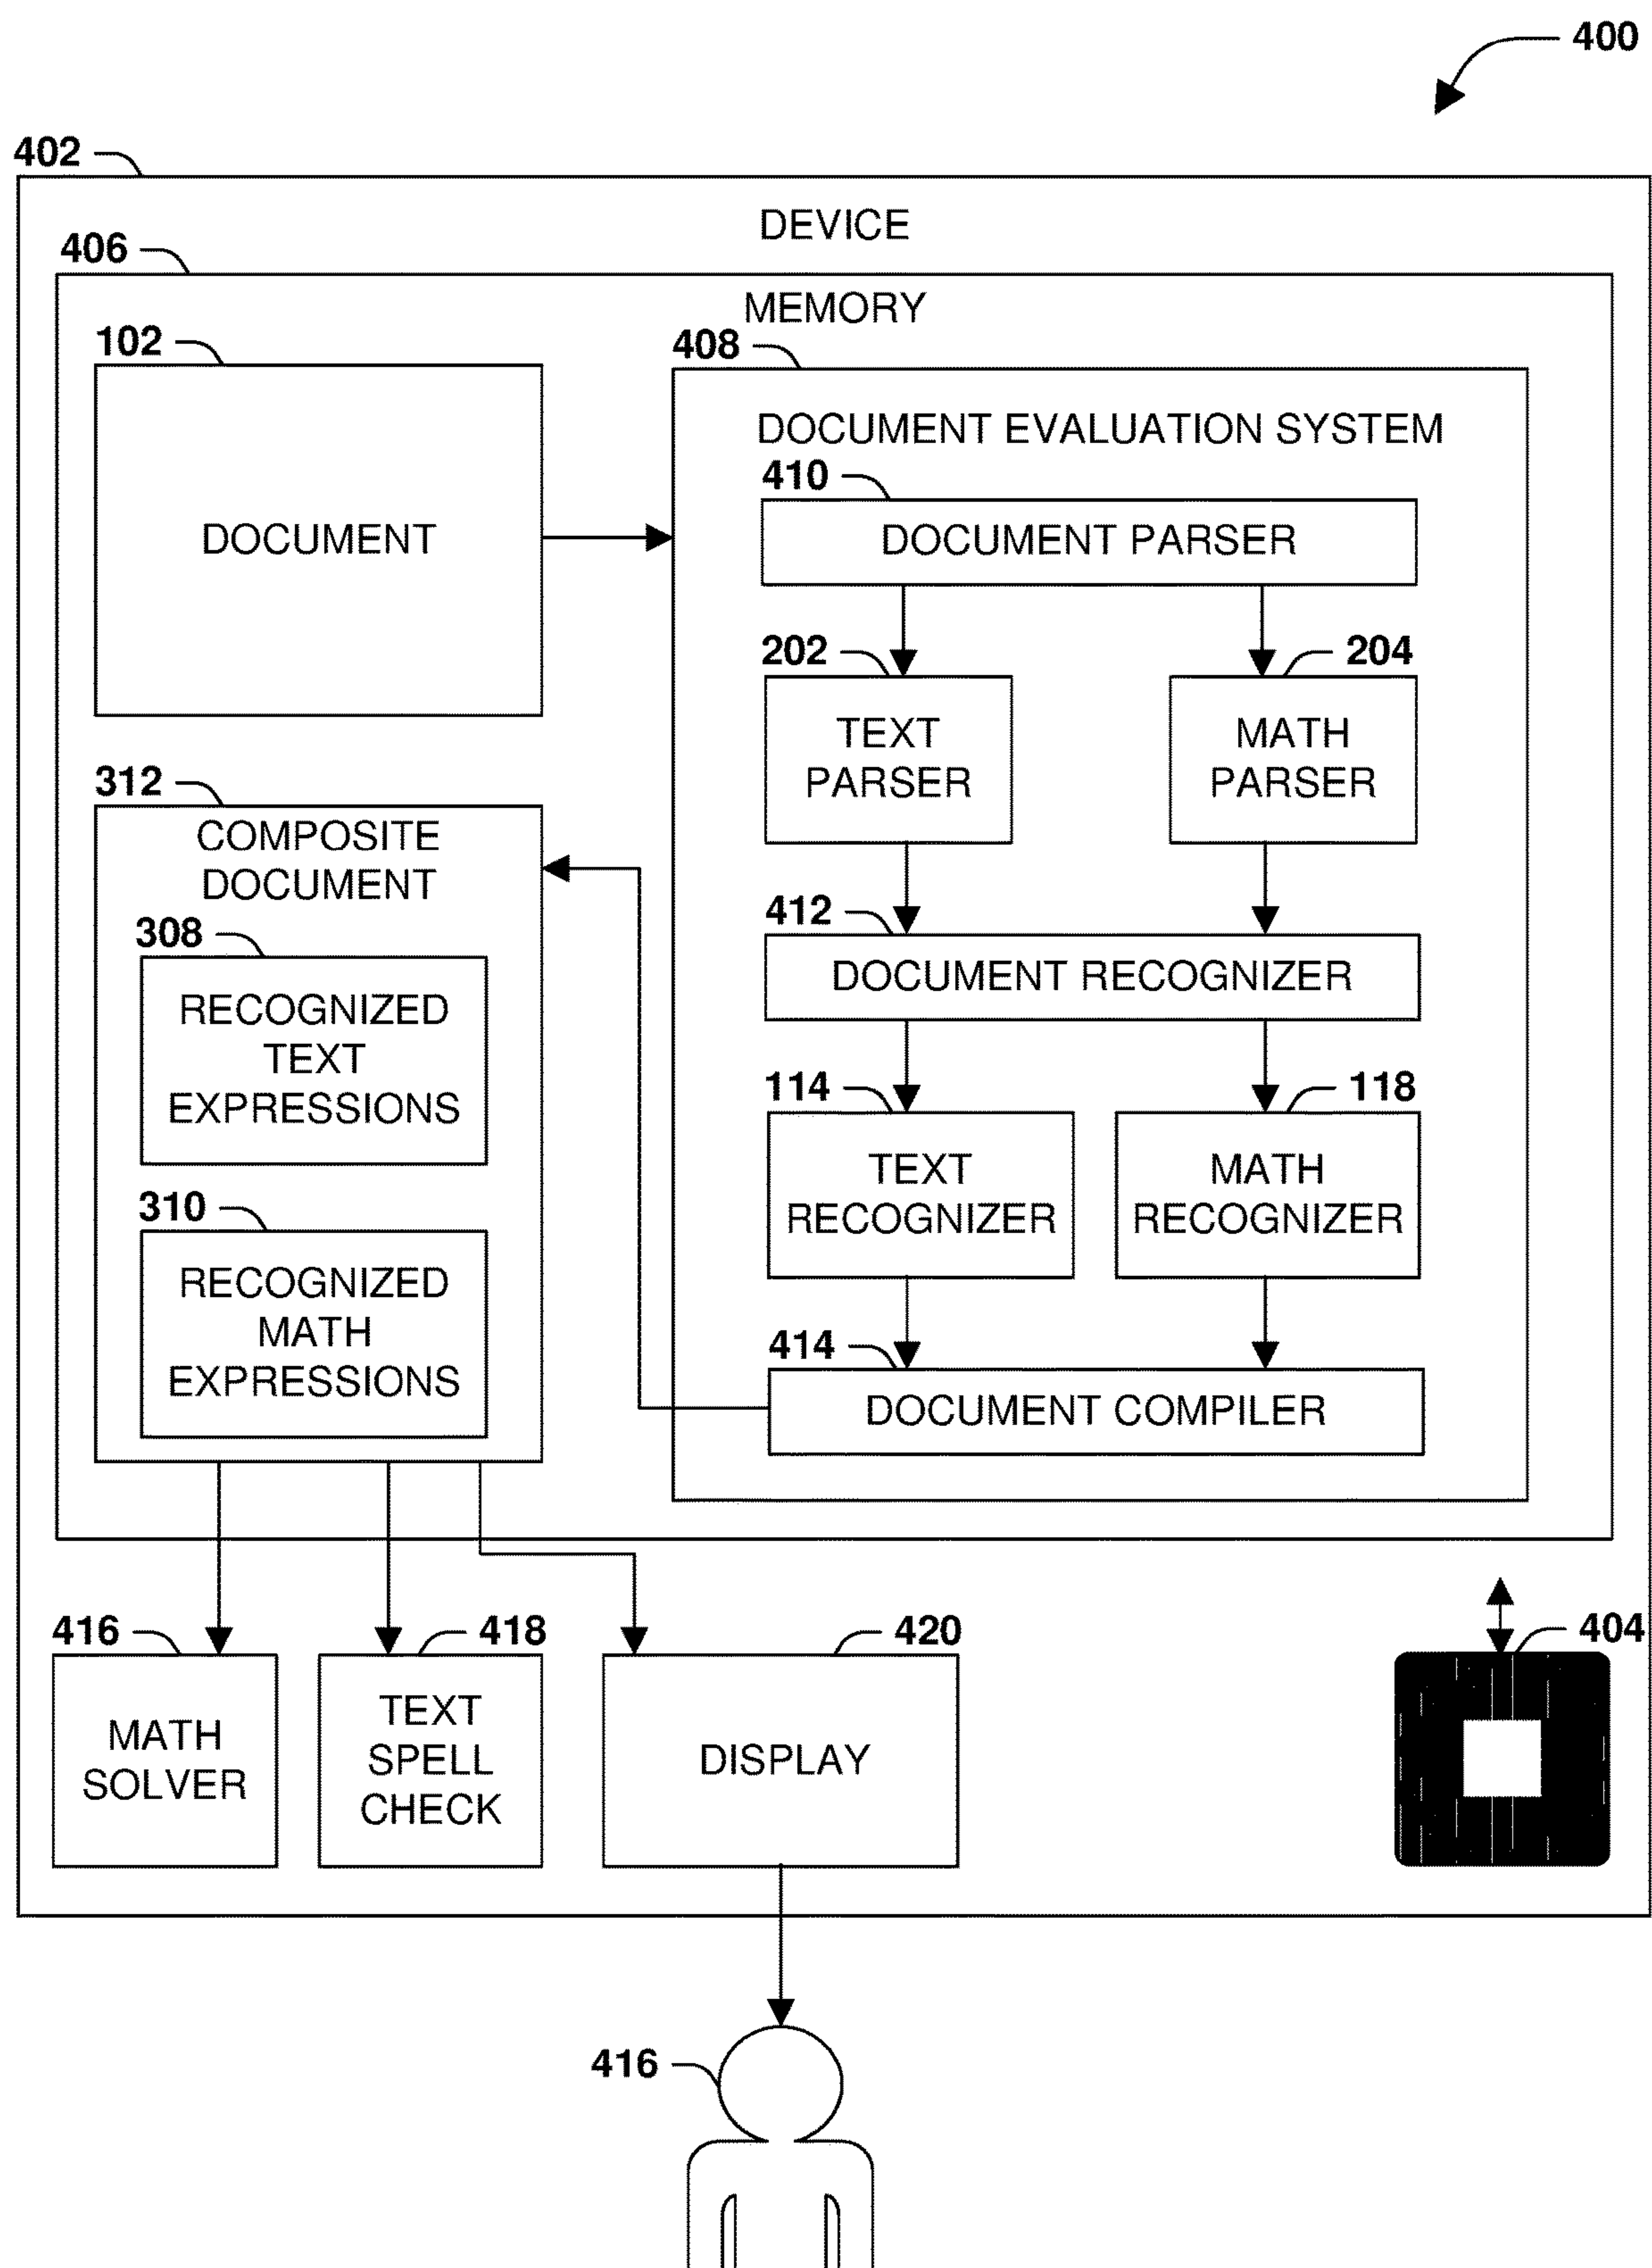 400
402
DEVICE
406
MEMORY
102
408
DOCUMENT
DOCUMENT EVALUATION SYSTEM
410
DOCUMENT PARSER
202
204
TEXT
PARSER
MATH
PARSER
312
COMPOSITE
DOCUMENT
308
RECOGNIZED
TEXT
EXPRESSIONS
310
RECOGNIZED
MATH
EXPRESSIONS
412
DOCUMENT RECOGNIZER
114
118
TEXT
RECOGNIZER
MATH
RECOGNIZER
414
DOCUMENT COMPILER
416
MATH
SOLVER
418
TEXT
SPELL
CHECK
420
DISPLAY
404
416